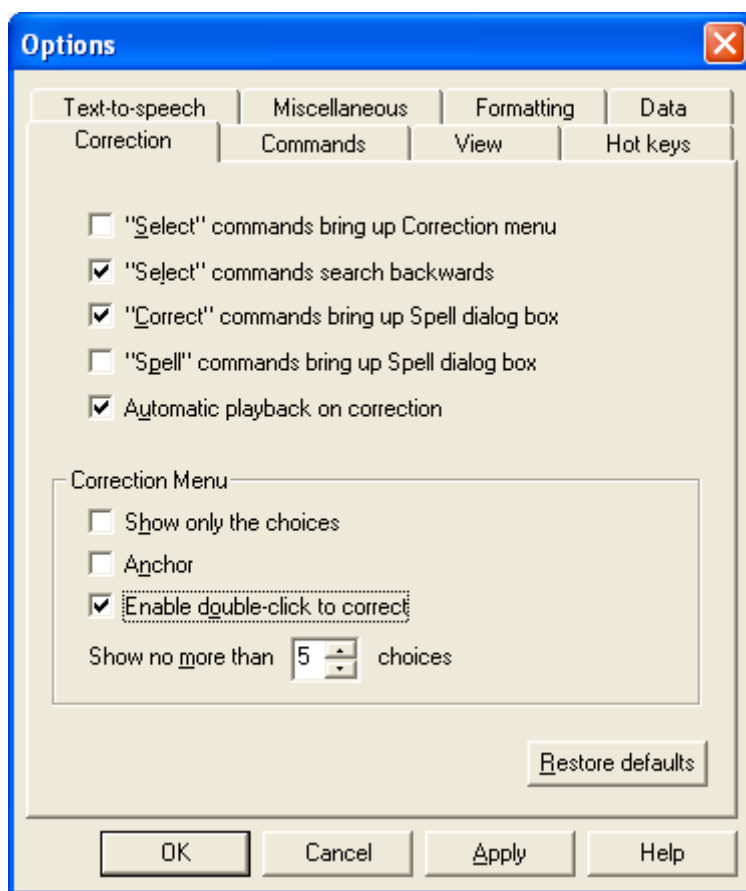 Options
Text-to-speech Miscellaneous Formatting Data
Correction Commands View Hot keys
"Select" commands bring up Correction menu
"Select" commands search backwards
"Correct" commands bring up Spell dialog box
"Spell" commands bring up Spell dialog box
Automatic playback on correction
Correction Menu
Show only the choices
Anchor
Enable double-click to correct
Show no more than 5 choices
Restore defaults
OK Cancel Apply Help